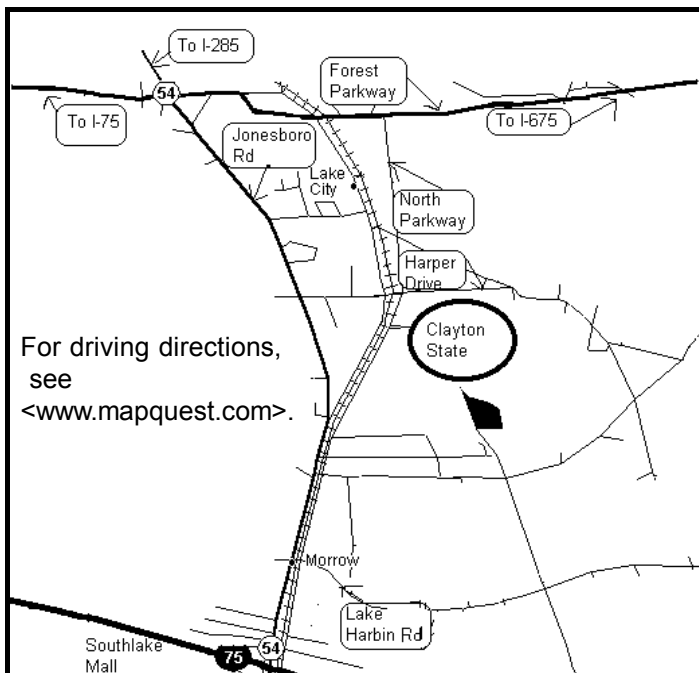 To I-285
54
Forest
Parkway
To I-75
To I-675
Jonesboro
Rd
Lake
City
North
Parkway
Harper
Drive
Clayton
State
For driving directions,
see
<www.mapquest.com>.
Morrow
Lake
Harbin Rd
Southlake
Mall
75
54